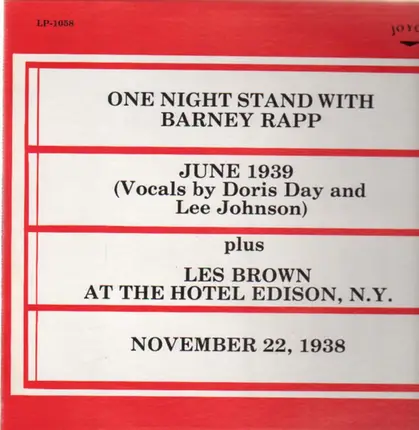 LP-1058
ONE NIGHT STAND WITH
BARNEY RAPP
JUNE 1939
(Vocals by Doris Day and
Lee Johnson)
plus
LES BROWN
AT THE HOTEL EDISON, N.Y.
NOVEMBER 22, 1938